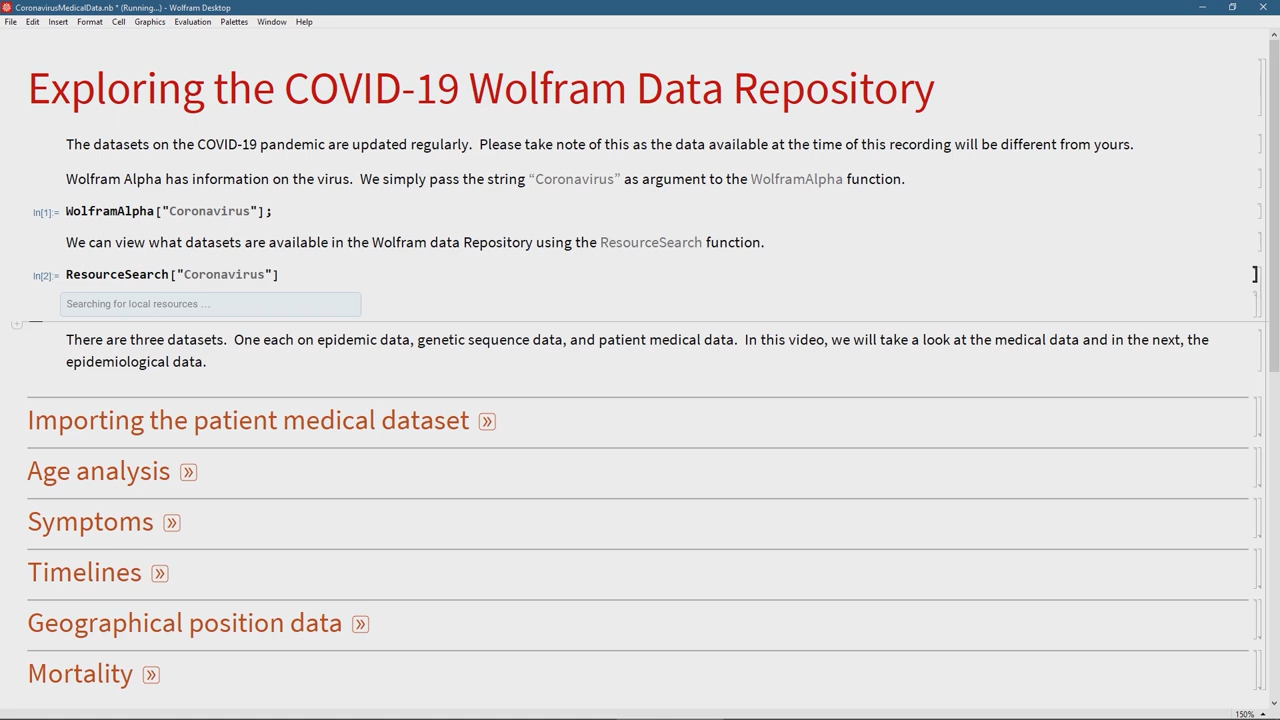 CoronavirusMedicalData.nb * (Running...) - Wolfram Desktop
File Edit Insert Format Cell Graphics Evaluation Palettes Window Help
Exploring the COVID-19 Wolfram Data Repository
The datasets on the COVID-19 pandemic are updated regularly.  Please take note of this as the data available at the time of this recording will be different from yours.
Wolfram Alpha has information on the virus.  We simply pass the string “Coronavirus” as argument to the WolframAlpha function.
In[1]:= WolframAlpha["Coronavirus"];
We can view what datasets are available in the Wolfram data Repository using the ResourceSearch function.
In[2]:= ResourceSearch["Coronavirus"]
Searching for local resources ...
There are three datasets.  One each on epidemic data, genetic sequence data, and patient medical data.  In this video, we will take a look at the medical data and in the next, the
epidemiological data.
Importing the patient medical dataset »
Age analysis »
Symptoms »
Timelines »
Geographical position data »
Mortality »
150%